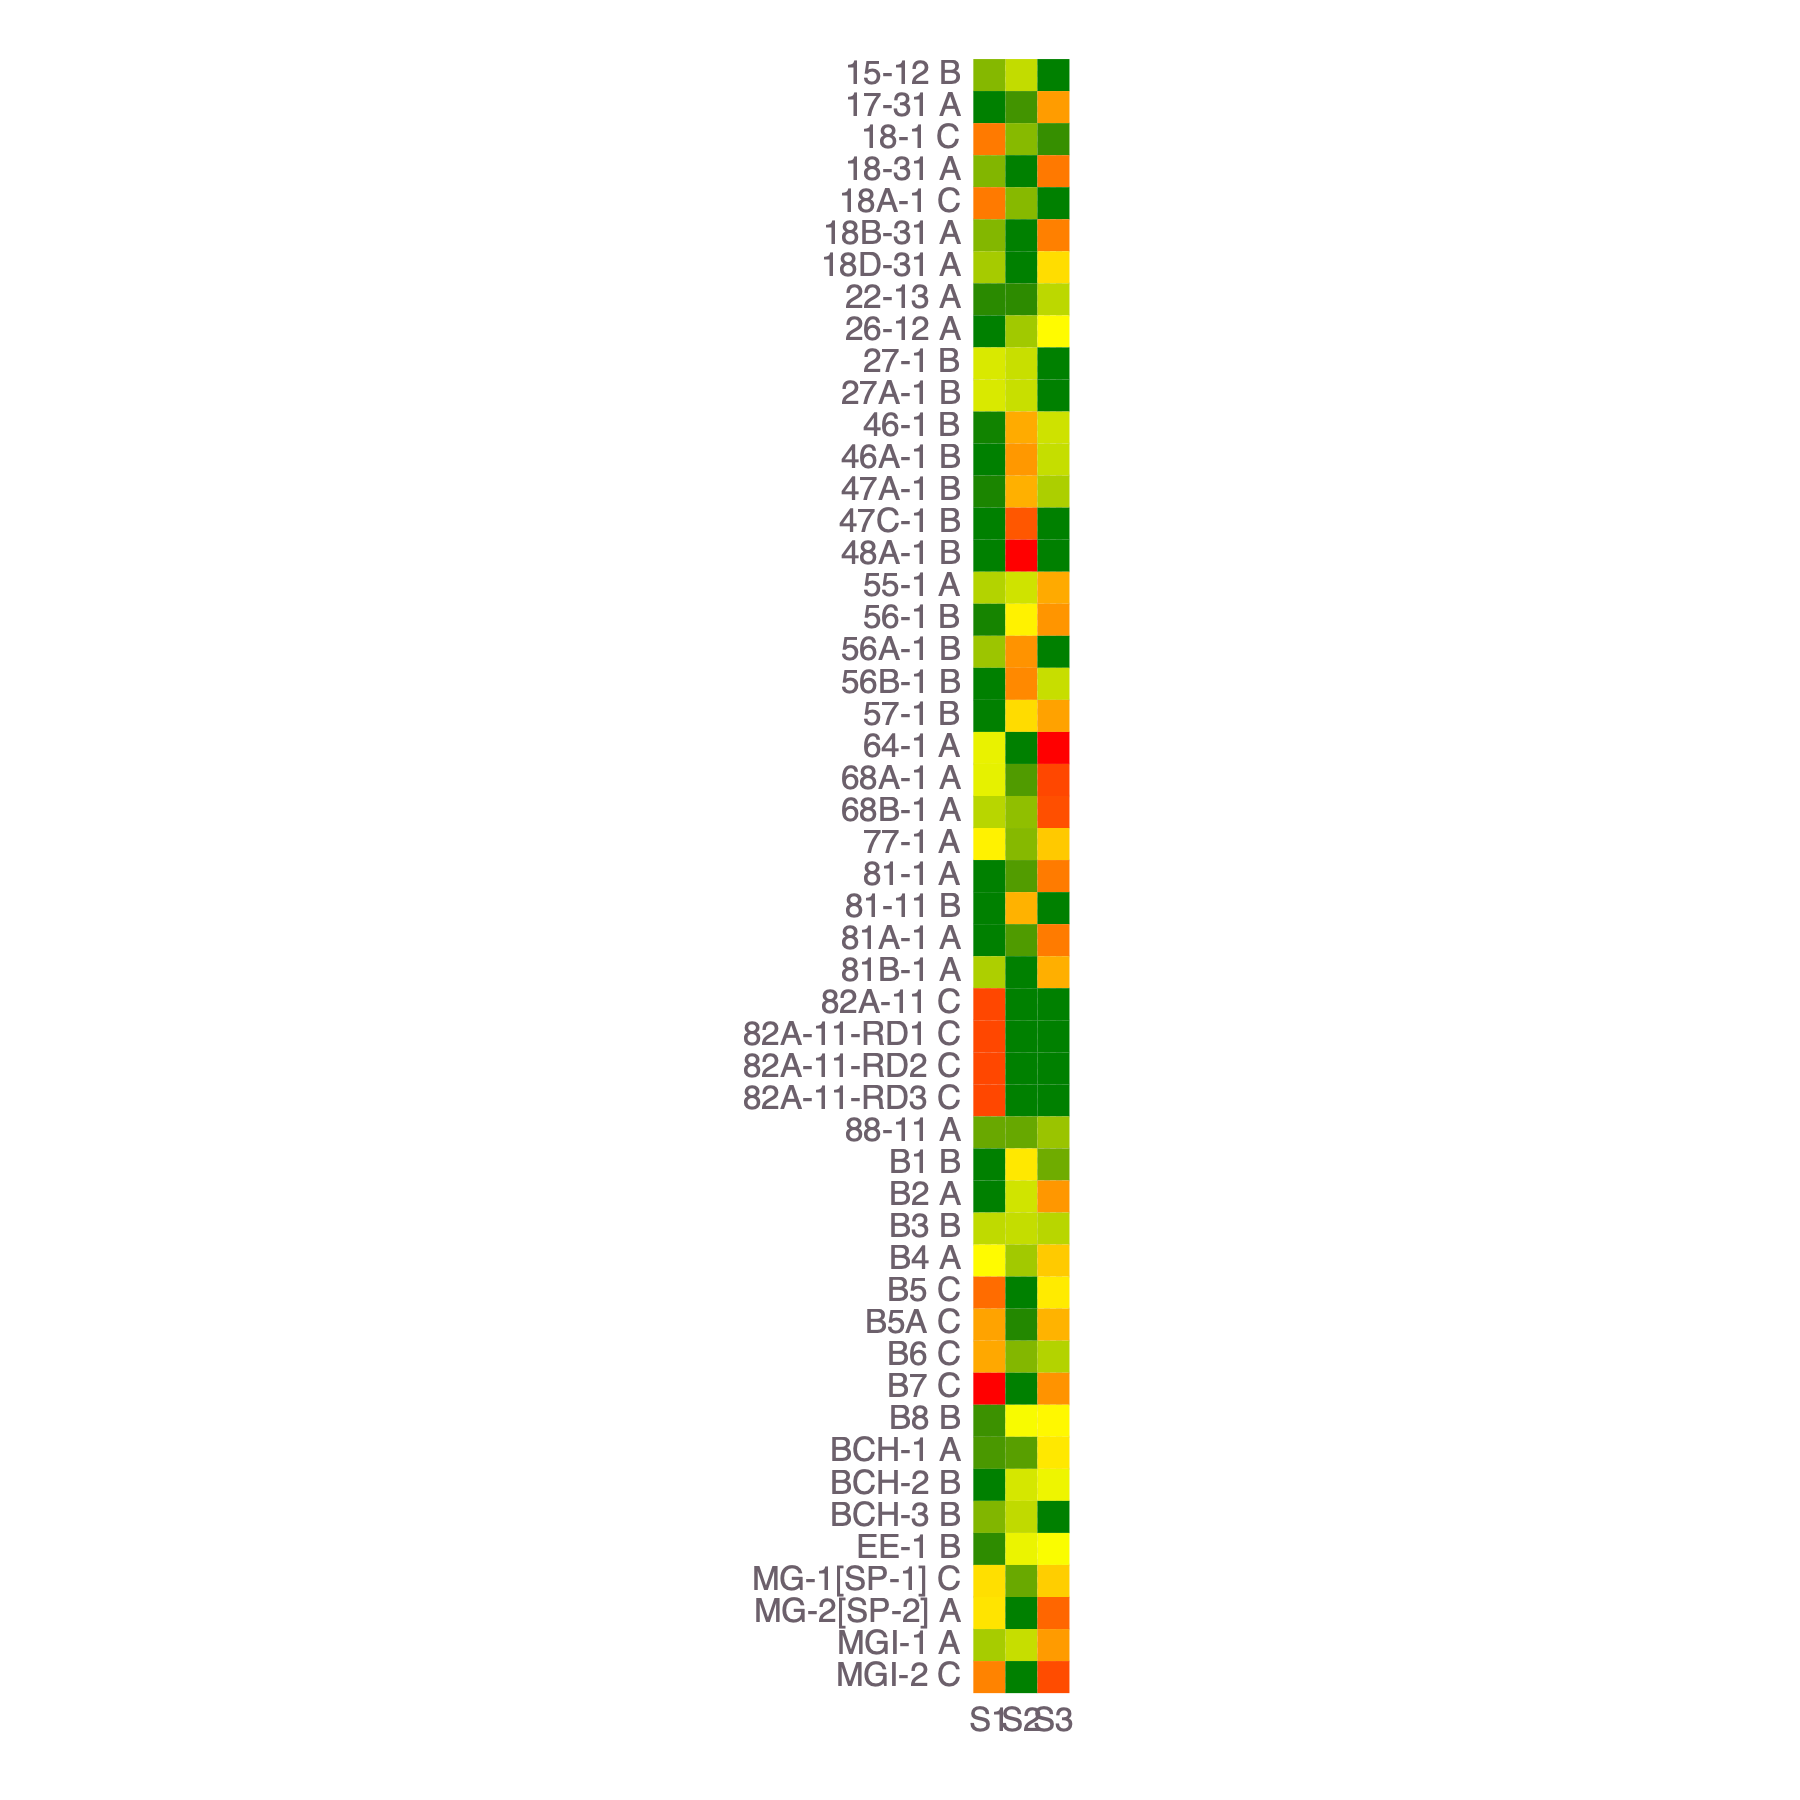 15-12 B
17-31 A
18-1 C
18-31 A
18A-1 C
18B-31 A
18D-31 A
22-13 A
26-12 A
27-1 B
27A-1 B
46-1 B
46A-1 B
47A-1 B
47C-1 B
48A-1 B
55-1 A
56-1 B
56A-1 B
56B-1 B
57-1 B
64-1 A
68A-1 A
68B-1 A
77-1 A
81-1 A
81-11 B
81A-1 A
81B-1 A
82A-11 C
82A-11-RD1 C
82A-11-RD2 C
82A-11-RD3 C
88-11 A
B1 B
B2 A
B3 B
B4 A
B5 C
B5A C
B6 C
B7 C
B8 B
BCH-1 A
BCH-2 B
BCH-3 B
EE-1 B
MG-1[SP-1] C
MG-2[SP-2] A
MGI-1 A
MGI-2 C
S1 S2 S3